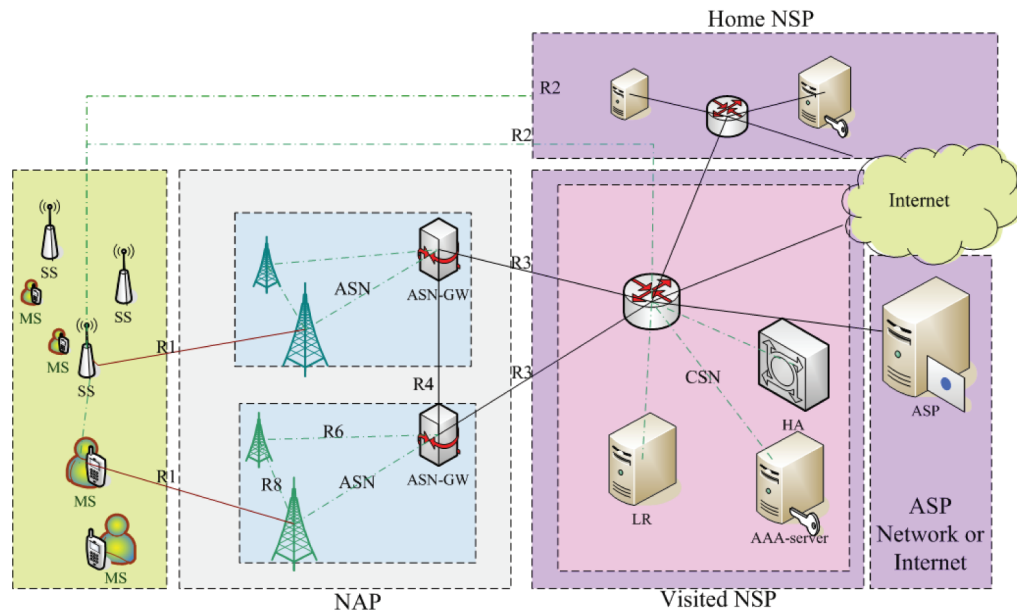 Home NSP
R2
R2
Internet
SS
MS
SS
MS
SS
R1
ASN
ASN-GW
R3
R4
R3
CSN
HA
ASP
R6
R8
ASN
ASN-GW
R1
MS
MS
LR
AAA-server
ASP
Network or
Internet
NAP
Visited NSP